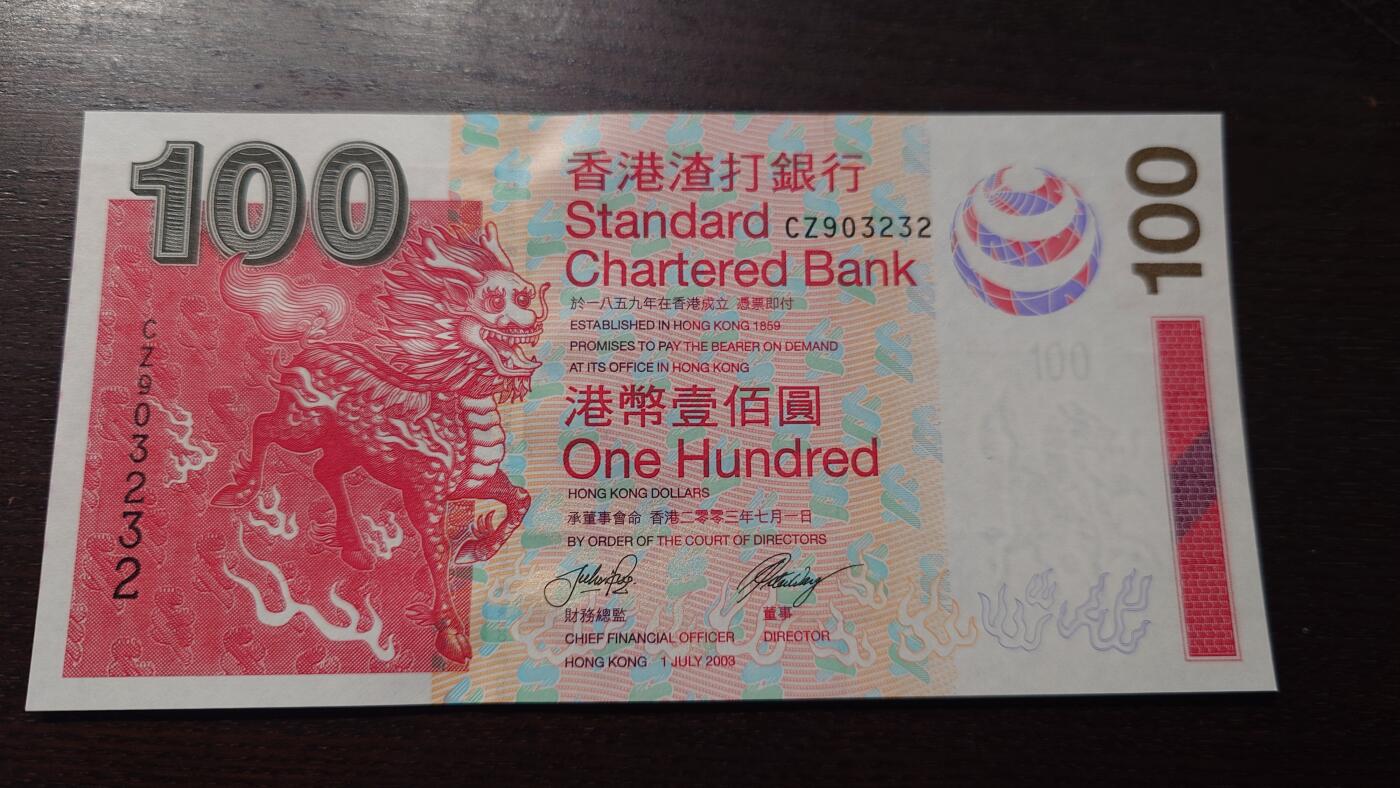 100
香港渣打銀行
Standard
CZ903232
Chartered Bank
於一八五九年在香港成立 憑票即付
ESTABLISHED IN HONG KONG 1859
PROMISES TO PAY THE BEARER ON DEMAND
AT ITS OFFICE IN HONG KONG
港幣壹佰圓
One Hundred
HONG KONG DOLLARS
承董事會命 香港二零零三年七月一日
BY ORDER OF THE COURT OF DIRECTORS
財務總監
董事
CHIEF FINANCIAL OFFICER
DIRECTOR
HONG KONG 1 JULY 2003
CZ903232
100
100